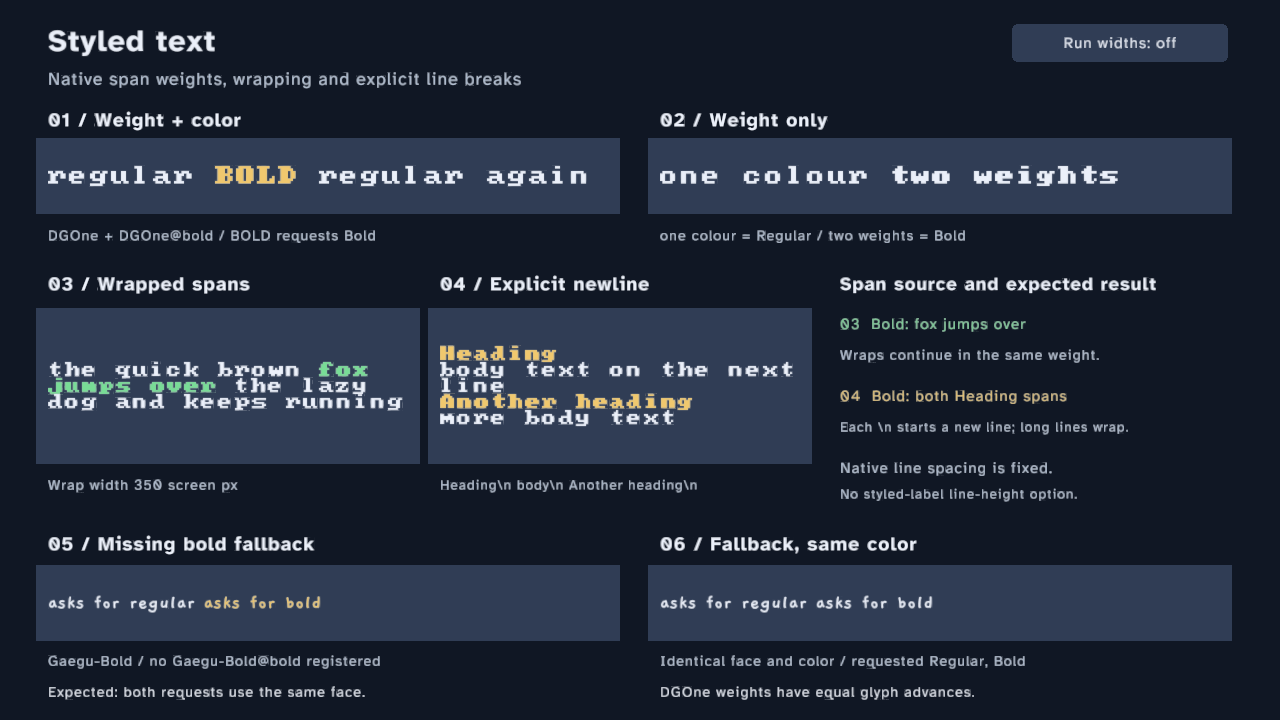 Styled text
Run widths: off
Native span weights, wrapping and explicit line breaks
01 / Weight + color
regular BOLD regular again
DGOne + DGOne@bold / BOLD requests Bold
02 / Weight only
one colour two weights
one colour = Regular / two weights = Bold
03 / Wrapped spans
the quick brown fox
jumps over the lazy
dog and keeps running
Wrap width 350 screen px
04 / Explicit newline
Heading
body text on the next
line
Another heading
more body text
Heading\n body\n Another heading\n
Span source and expected result
03 Bold: fox jumps over
Wraps continue in the same weight.
04 Bold: both Heading spans
Each \n starts a new line; long lines wrap.
Native line spacing is fixed.
No styled-label line-height option.
05 / Missing bold fallback
asks for regular asks for bold
Gaegu-Bold / no Gaegu-Bold@bold registered
Expected: both requests use the same face.
06 / Fallback, same color
asks for regular asks for bold
Identical face and color / requested Regular, Bold
DGOne weights have equal glyph advances.